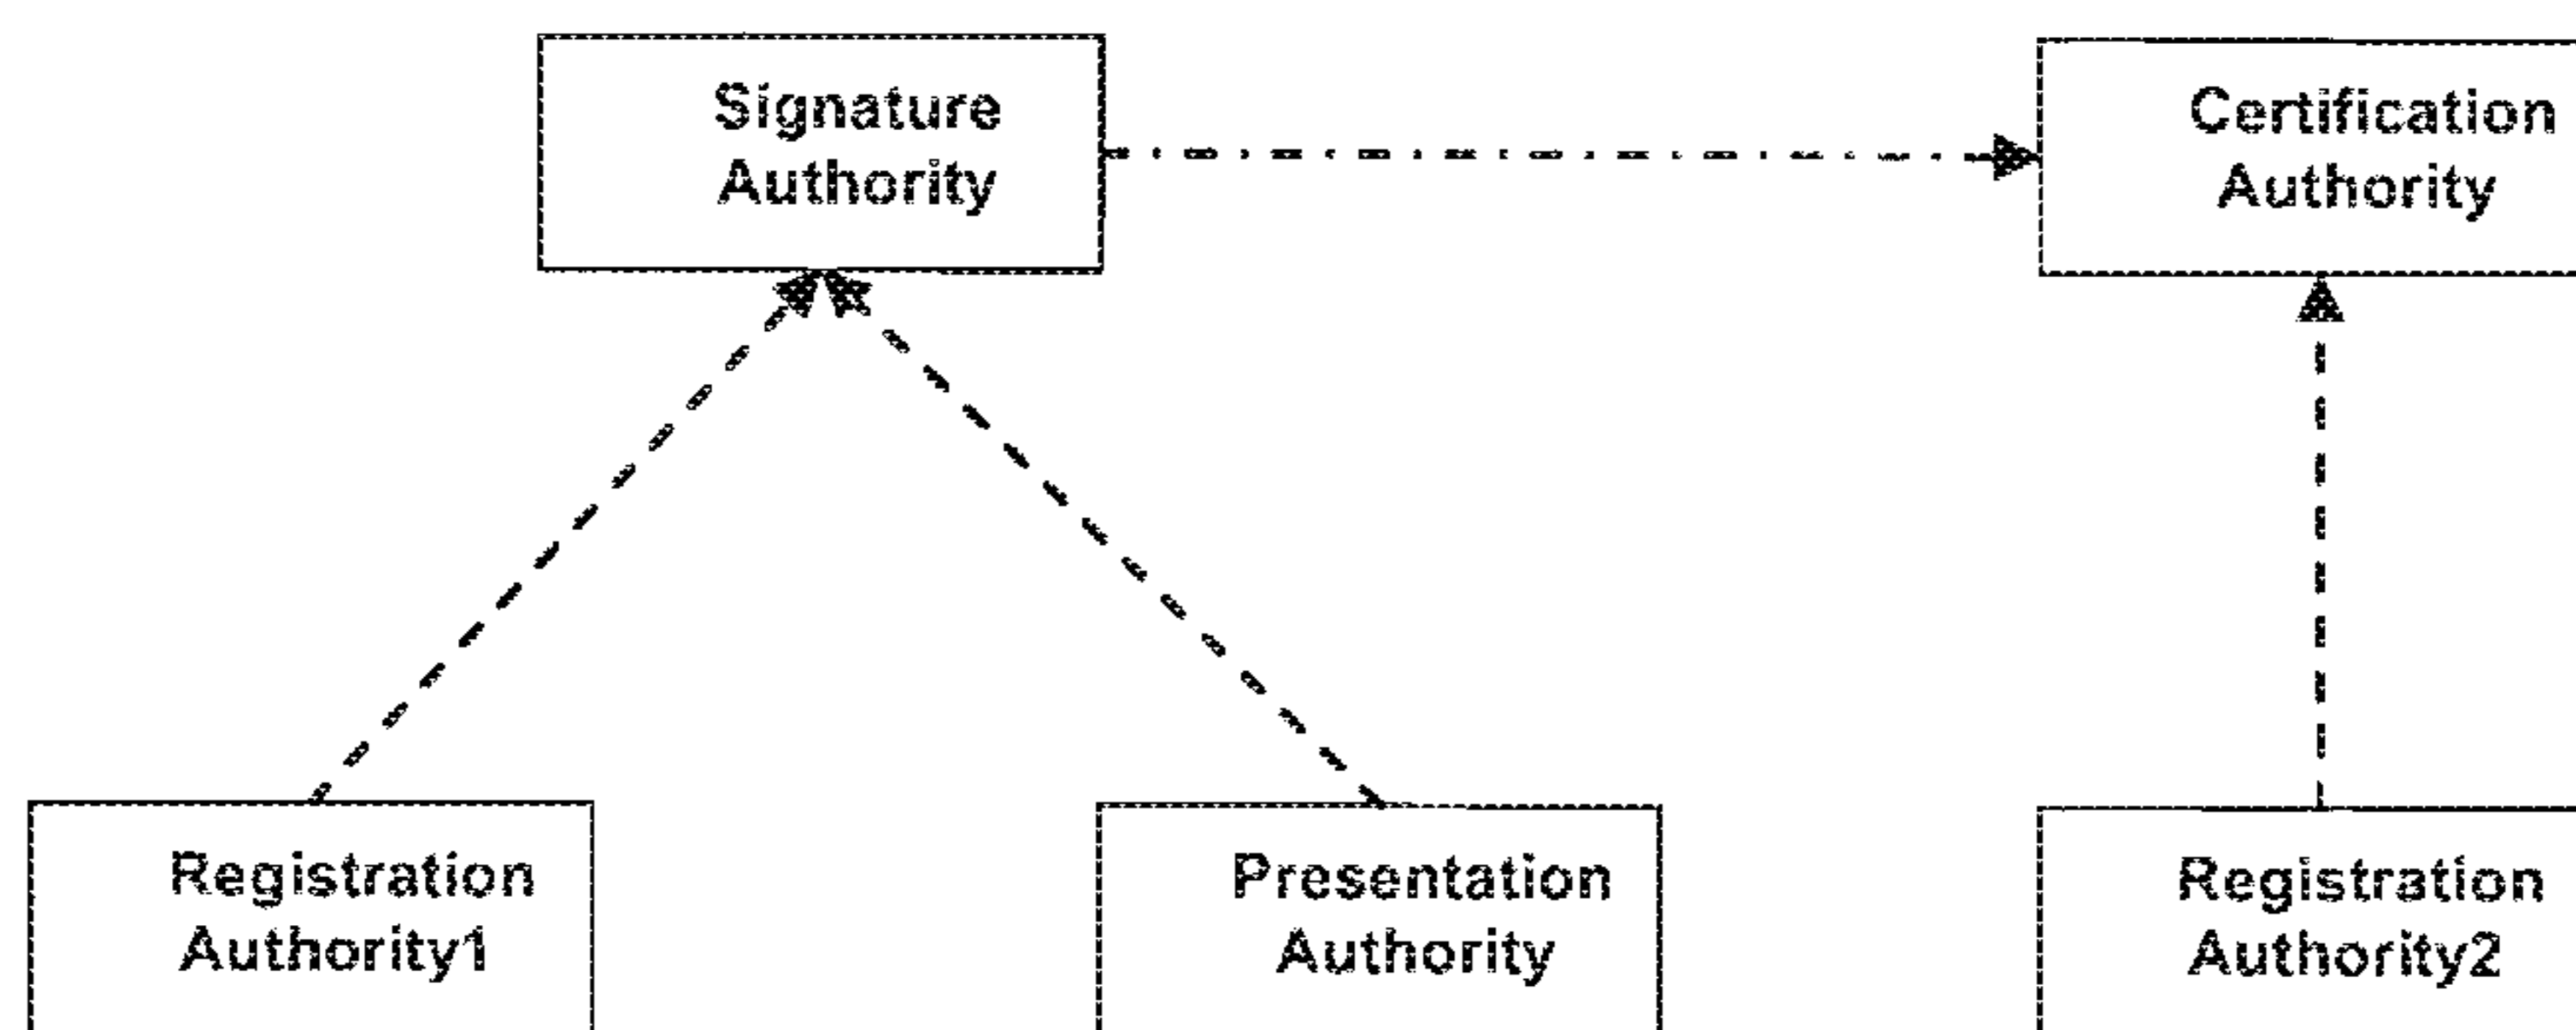 Signature
Authority
Certification
Authority
Registration
Authority1
Presentation
Authority
Registration
Authority2